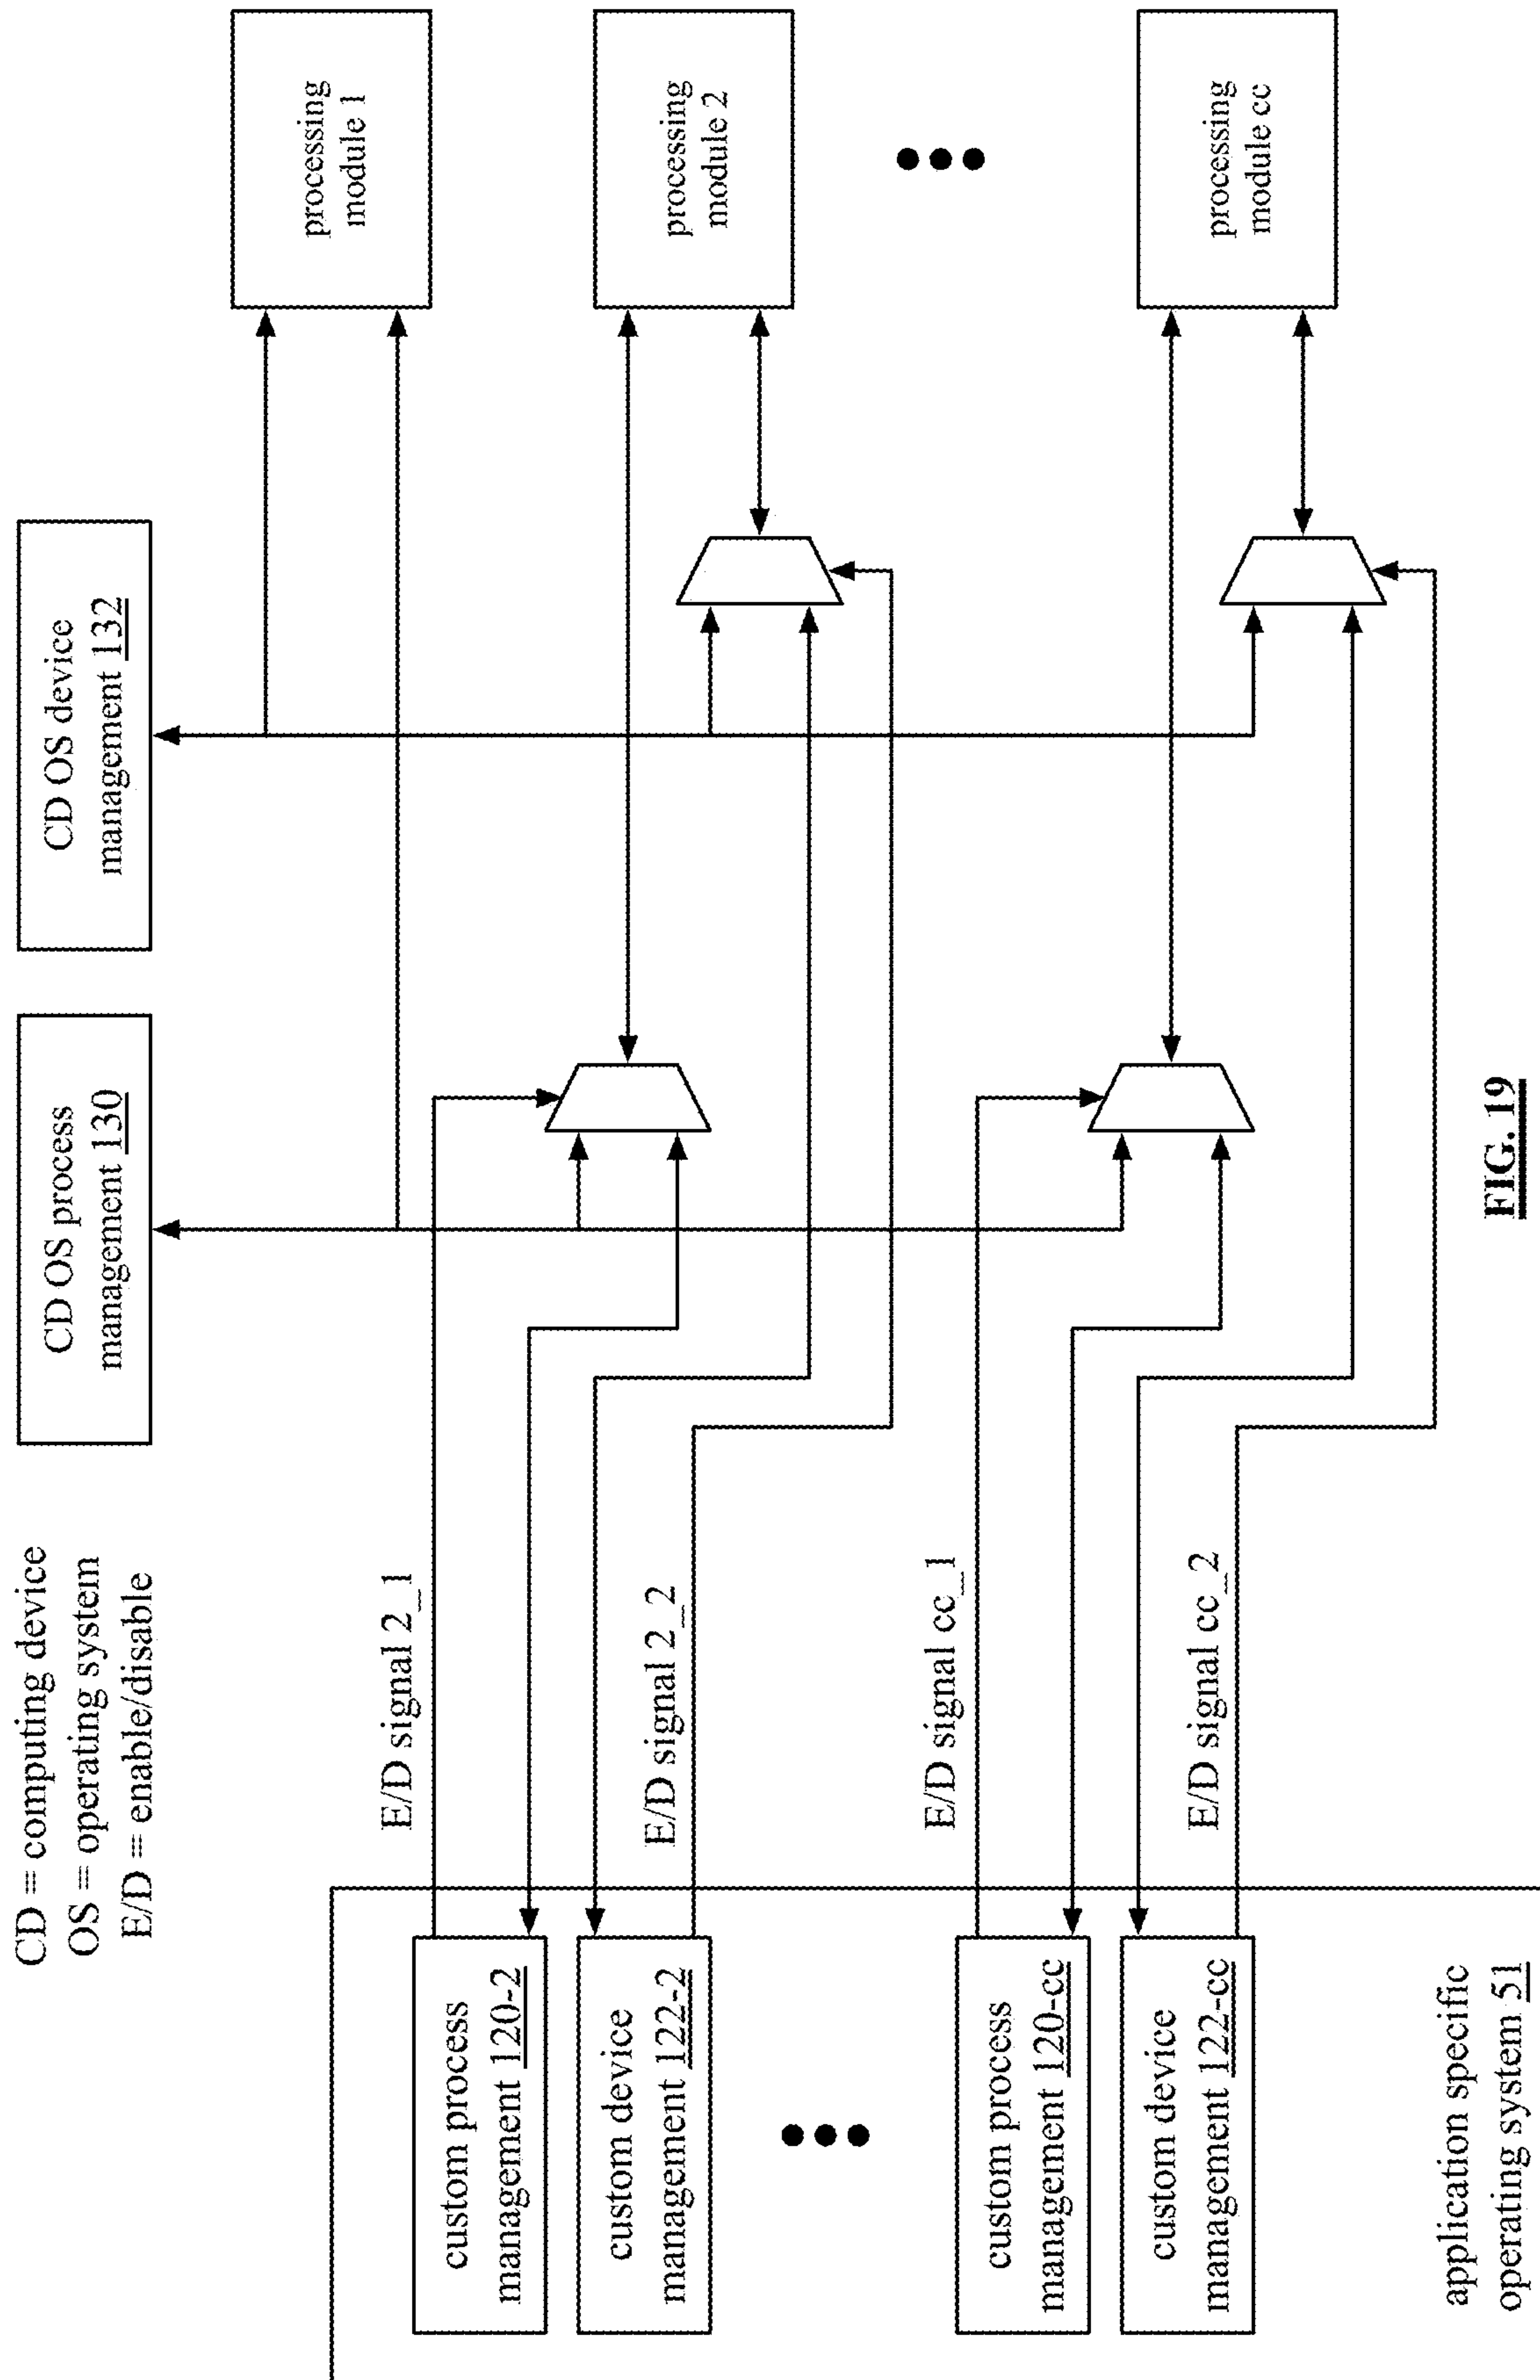 CD = computing device
OS = operating system
E/D = enable/disable
CD OS process
management 130
CD OS device
management 132
processing
module 1
E/D signal 2_1
custom process
management 120-2
custom device
management 122-2
E/D signal 2_2
processing
module 2
E/D signal cc_1
custom process
management 120-cc
custom device
management 122-cc
E/D signal cc_2
processing
module cc
application specific
operating system 51
FIG. 19